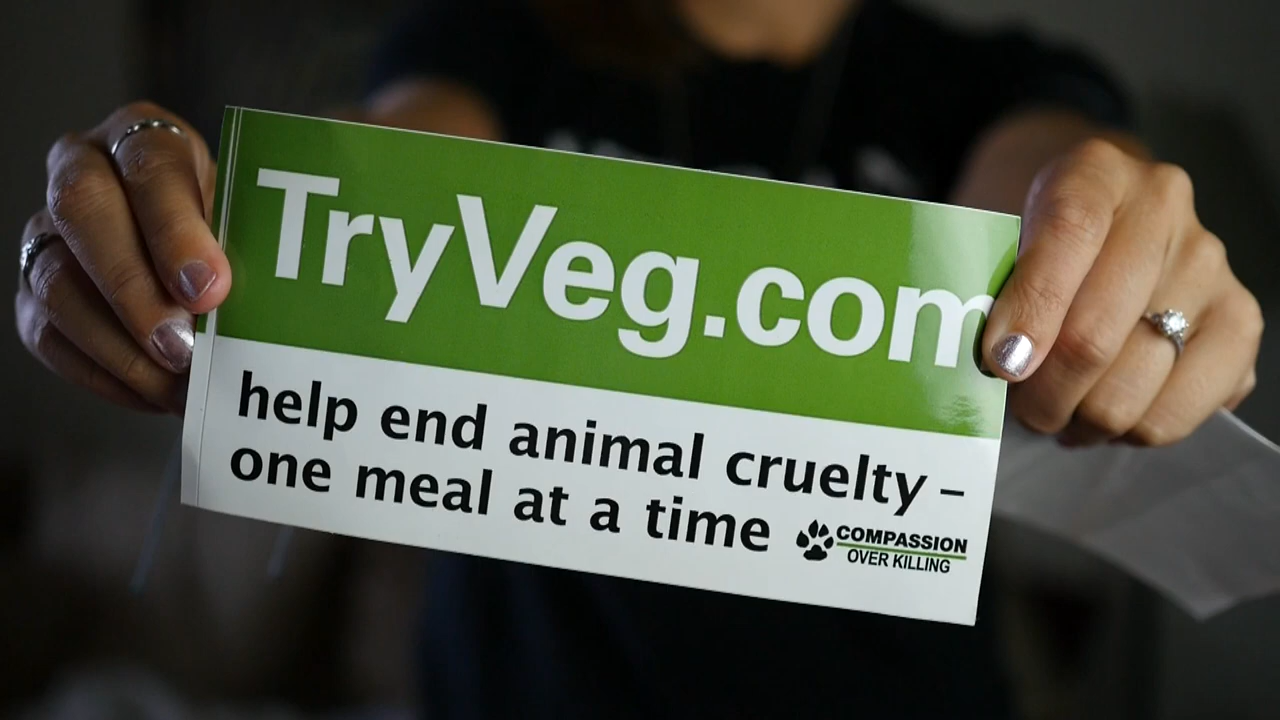 TryVeg.com
help end animal cruelty –
one meal at a time
COMPASSION
OVER KILLING